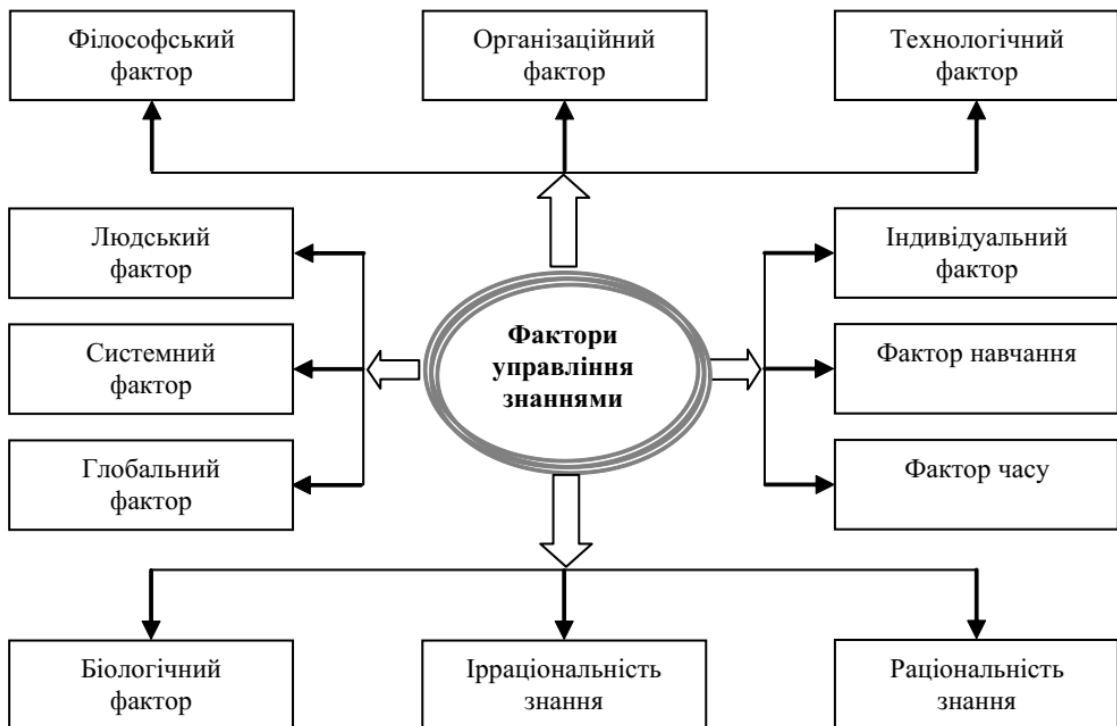 Філософський
фактор
Організаційний
фактор
Технологічний
фактор
Людський
фактор
Системний
фактор
Глобальний
фактор
Фактори
управління
знаннями
Індивідуальний
фактор
Фактор навчання
Фактор часу
Біологічний
фактор
Ірраціональність
знання
Раціональність
знання